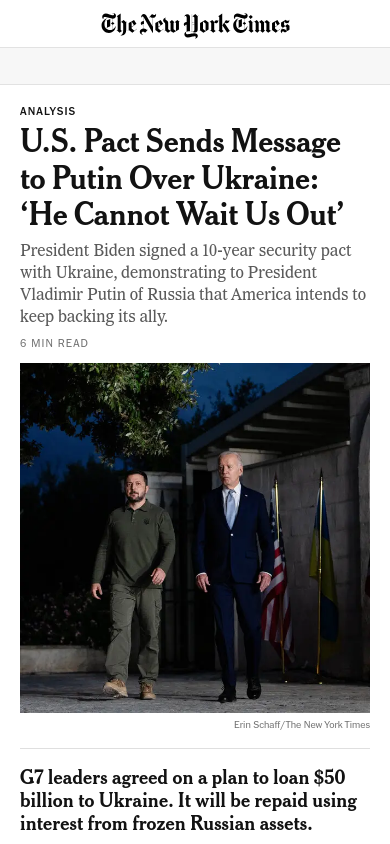 The New York Times
ANALYSIS
U.S. Pact Sends Message
to Putin Over Ukraine:
‘He Cannot Wait Us Out’
President Biden signed a 10-year security pact
with Ukraine, demonstrating to President
Vladimir Putin of Russia that America intends to
keep backing its ally.
6 MIN READ
Erin Schaff/The New York Times
G7 leaders agreed on a plan to loan $50
billion to Ukraine. It will be repaid using
interest from frozen Russian assets.